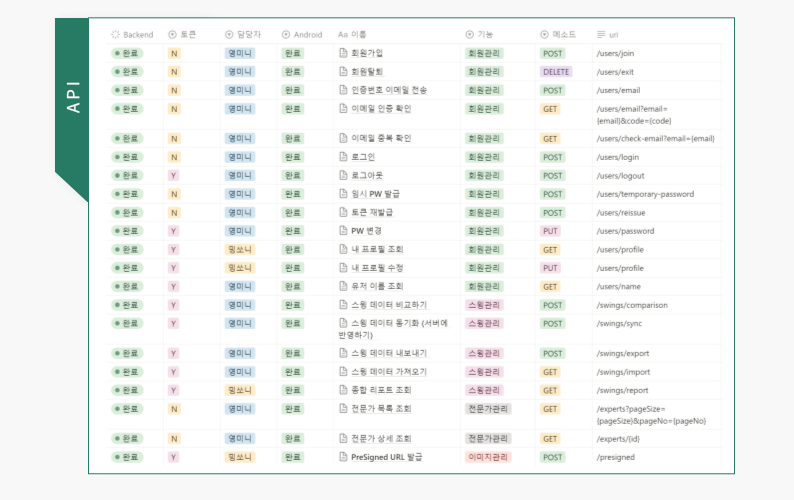 API
Backend 토큰 담당자 Android Aa 이름 기능 메소드 uri
완료 N 영미니 완료 회원가입 회원관리 POST /users/join
완료 N 영미니 완료 회원탈퇴 회원관리 DELETE /users/exit
완료 N 영미니 완료 인증번호 이메일 전송 회원관리 POST /users/email
완료 N 영미니 완료 이메일 인증 확인 회원관리 GET /users/email?email=
{email}&code={code}
완료 N 영미니 완료 이메일 중복 확인 회원관리 GET /users/check-email?email={email}
완료 N 영미니 완료 로그인 회원관리 POST /users/login
완료 Y 영미니 완료 로그아웃 회원관리 POST /users/logout
완료 N 영미니 완료 임시 PW 발급 회원관리 POST /users/temporary-password
완료 N 영미니 완료 토큰 재발급 회원관리 POST /users/reissue
완료 Y 영미니 완료 PW 변경 회원관리 PUT /users/password
완료 Y 밍쏘니 완료 내 프로필 조회 회원관리 GET /users/profile
완료 Y 밍쏘니 완료 내 프로필 수정 회원관리 PUT /users/profile
완료 Y 영미니 완료 유저 이름 조회 회원관리 GET /users/name
완료 Y 영미니 완료 스윙 데이터 비교하기 스윙관리 POST /swings/comparison
완료 Y 영미니 완료 스윙 데이터 동기화 (서버에 스윙관리 POST /swings/sync
반영하기)
완료 Y 영미니 완료 스윙 데이터 내보내기 스윙관리 POST /swings/export
완료 Y 영미니 완료 스윙 데이터 가져오기 스윙관리 GET /swings/import
완료 Y 밍쏘니 완료 종합 리포트 조회 스윙관리 GET /swings/report
완료 N 영미니 완료 전문가 목록 조회 전문가관리 GET /experts?pageSize=
{pageSize}&pageNo={pageNo}
완료 N 영미니 완료 전문가 상세 조회 전문가관리 GET /experts/{id}
완료 Y 밍쏘니 완료 PreSigned URL 발급 이미지관리 POST /presigned